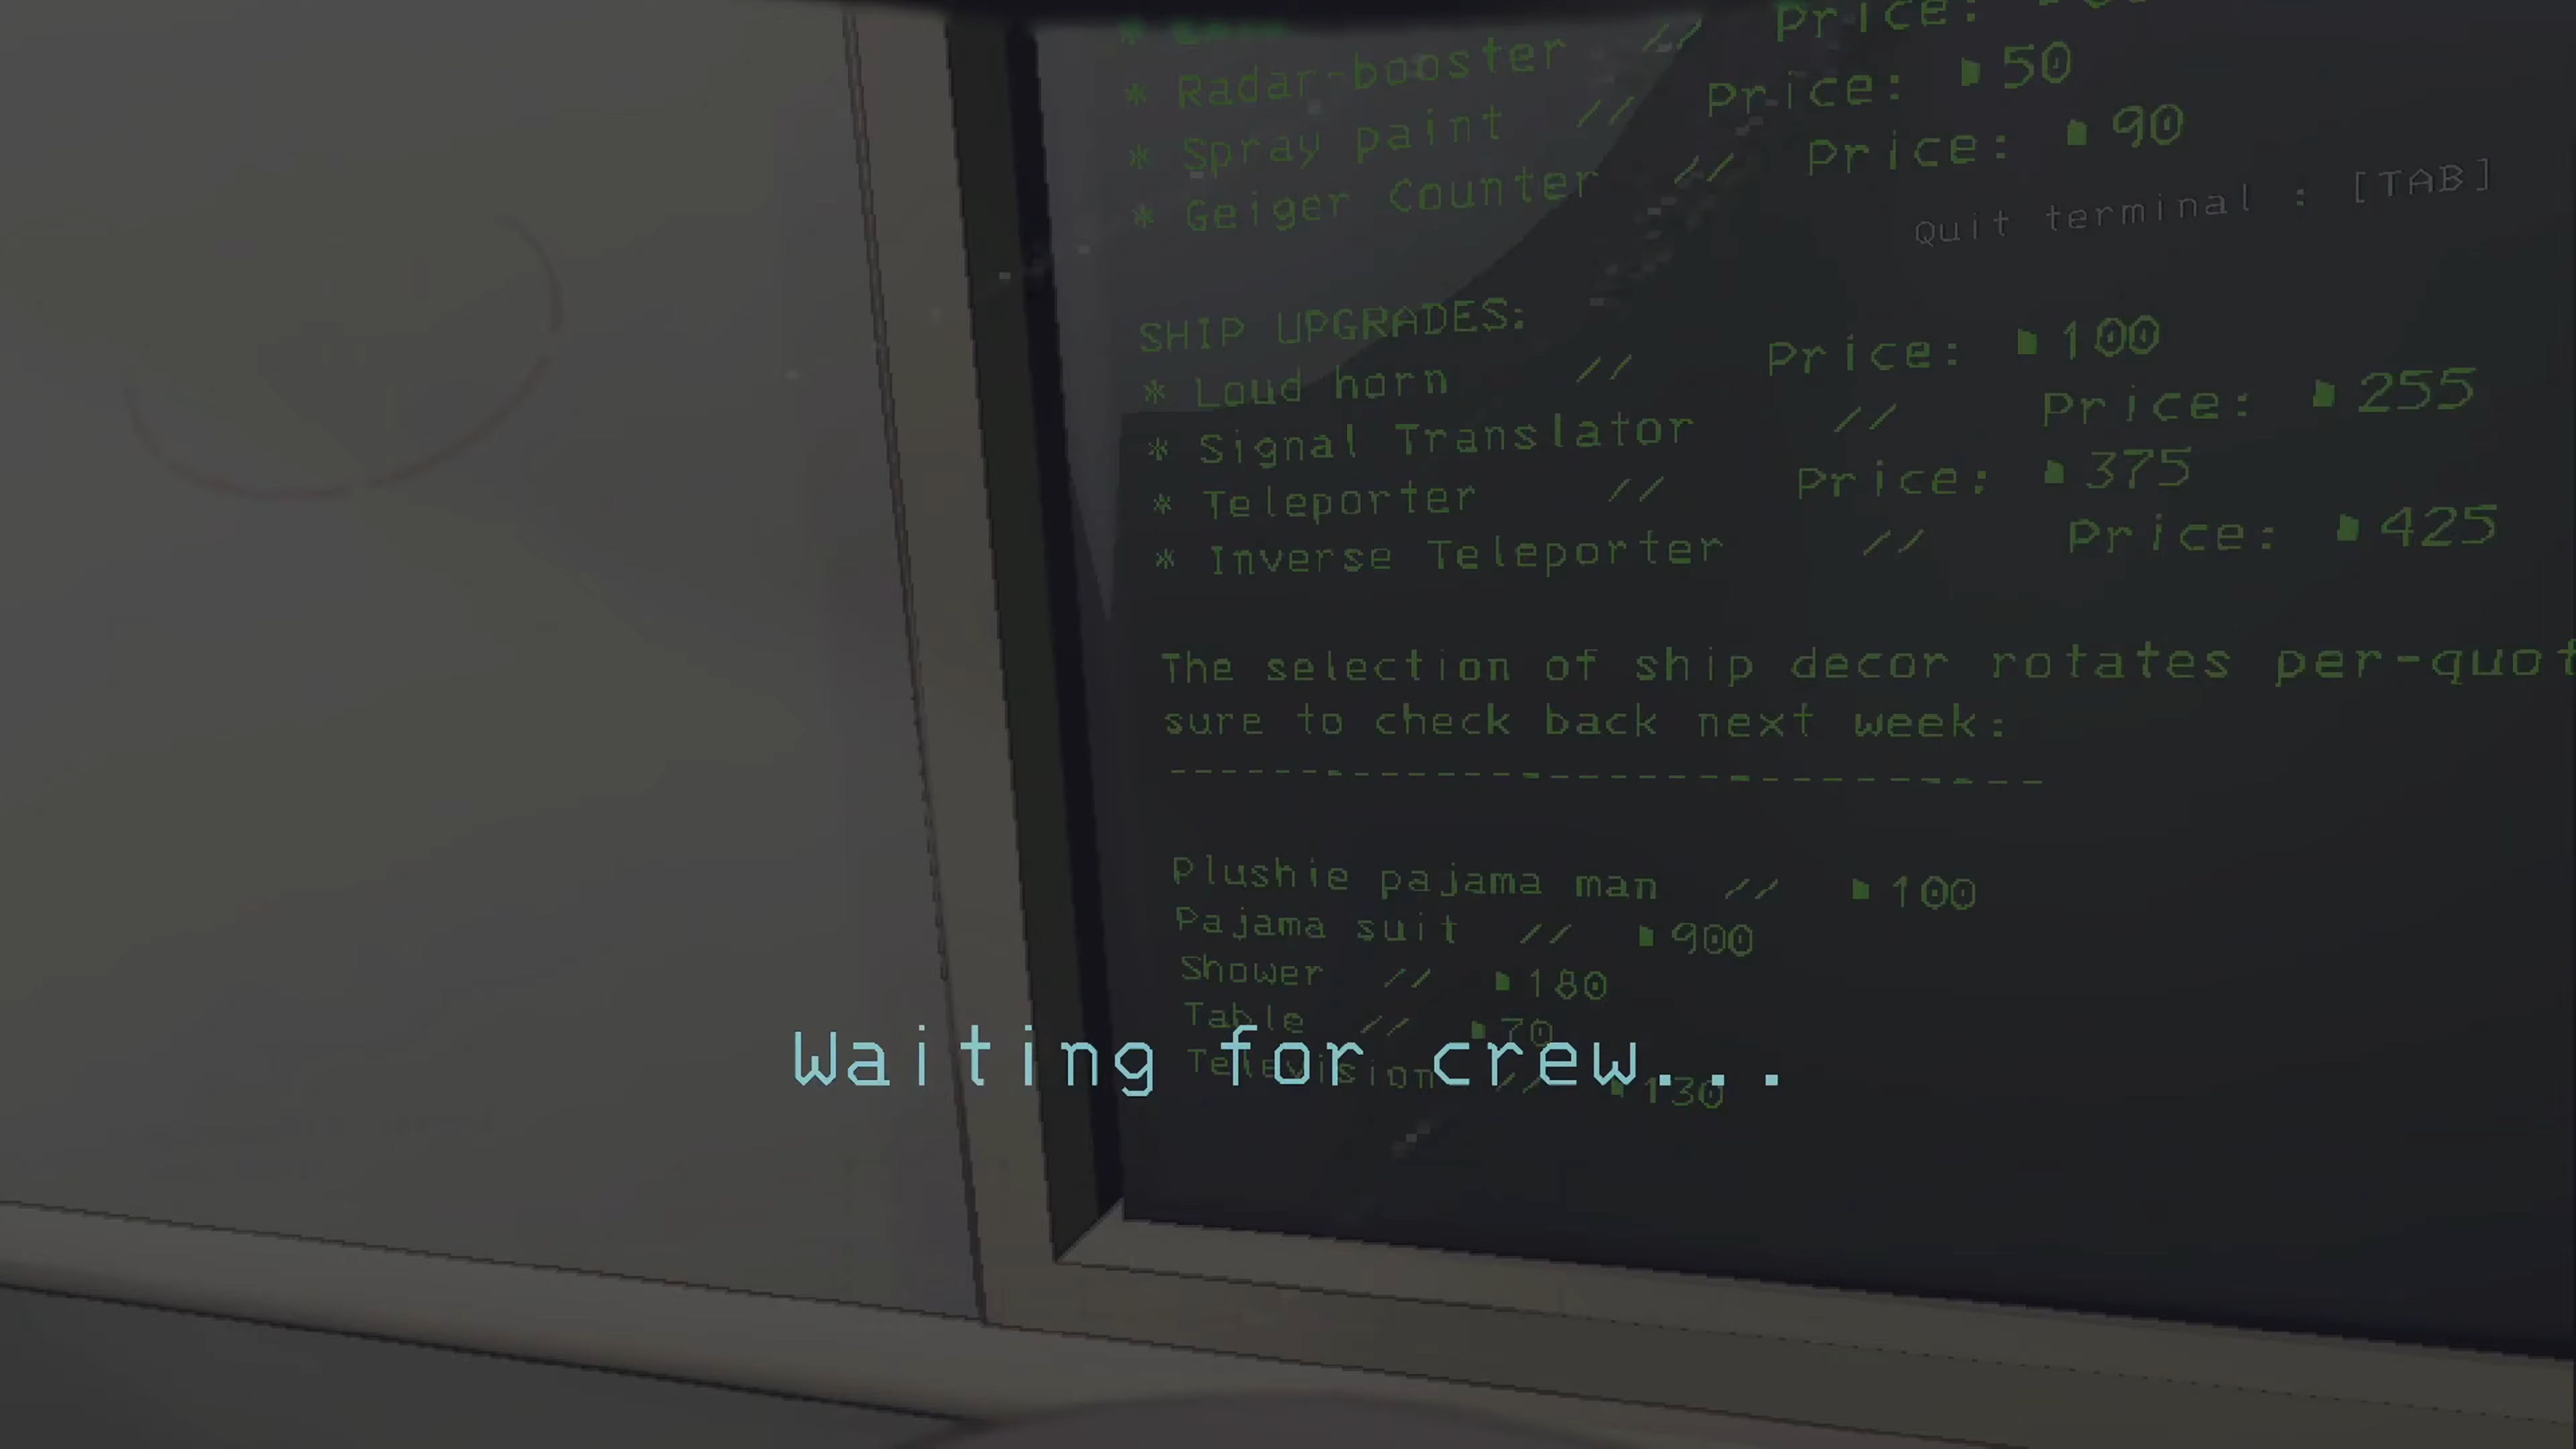 * Radar-booster // Price:
* Spray paint // Price: 50
* Geiger Counter // Price: 90
Quit terminal : [TAB]
SHIP UPGRADES:
* Loud horn // Price: 100
* Signal Translator // Price: 255
* Teleporter // Price: 375
* Inverse Teleporter // Price: 425
The selection of ship decor rotates per-quot
sure to check back next week:
------------------------------
Plushie pajama man // 100
Pajama suit // 900
Shower // 180
Table // 70
Television // 130
Waiting for crew...